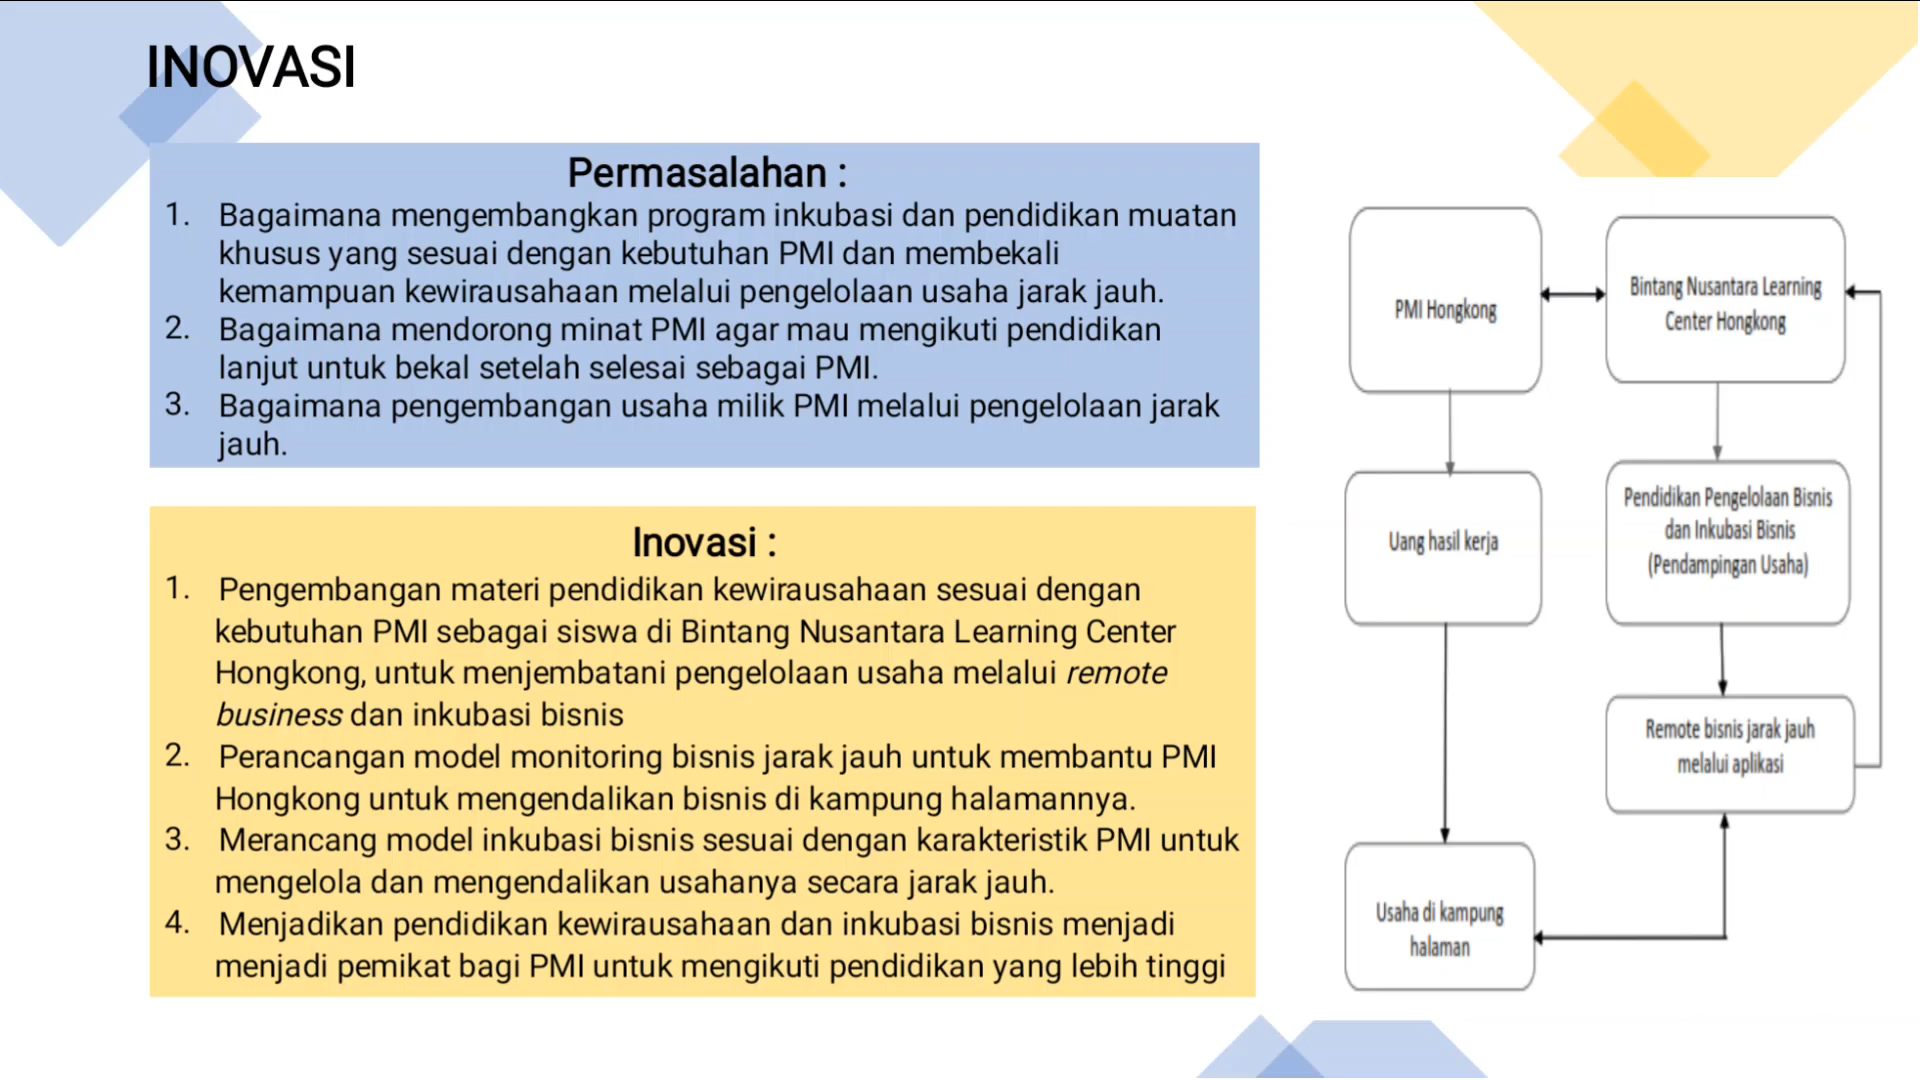 INOVASI
Permasalahan :
1. Bagaimana mengembangkan program inkubasi dan pendidikan muatan
khusus yang sesuai dengan kebutuhan PMI dan membekali
kemampuan kewirausahaan melalui pengelolaan usaha jarak jauh.
2. Bagaimana mendorong minat PMI agar mau mengikuti pendidikan
lanjut untuk bekal setelah selesai sebagai PMI.
3. Bagaimana pengembangan usaha milik PMI melalui pengelolaan jarak
jauh.
Inovasi :
1. Pengembangan materi pendidikan kewirausahaan sesuai dengan
kebutuhan PMI sebagai siswa di Bintang Nusantara Learning Center
Hongkong, untuk menjembatani pengelolaan usaha melalui remote
business dan inkubasi bisnis
2. Perancangan model monitoring bisnis jarak jauh untuk membantu PMI
Hongkong untuk mengendalikan bisnis di kampung halamannya.
3. Merancang model inkubasi bisnis sesuai dengan karakteristik PMI untuk
mengelola dan mengendalikan usahanya secara jarak jauh.
4. Menjadikan pendidikan kewirausahaan dan inkubasi bisnis menjadi
menjadi pemikat bagi PMI untuk mengikuti pendidikan yang lebih tinggi
PMI Hongkong
Bintang Nusantara Learning
Center Hongkong
Uang hasil kerja
Pendidikan Pengelolaan Bisnis
dan Inkubasi Bisnis
(Pendampingan Usaha)
Remote bisnis jarak jauh
melalui aplikasi
Usaha di kampung
halaman